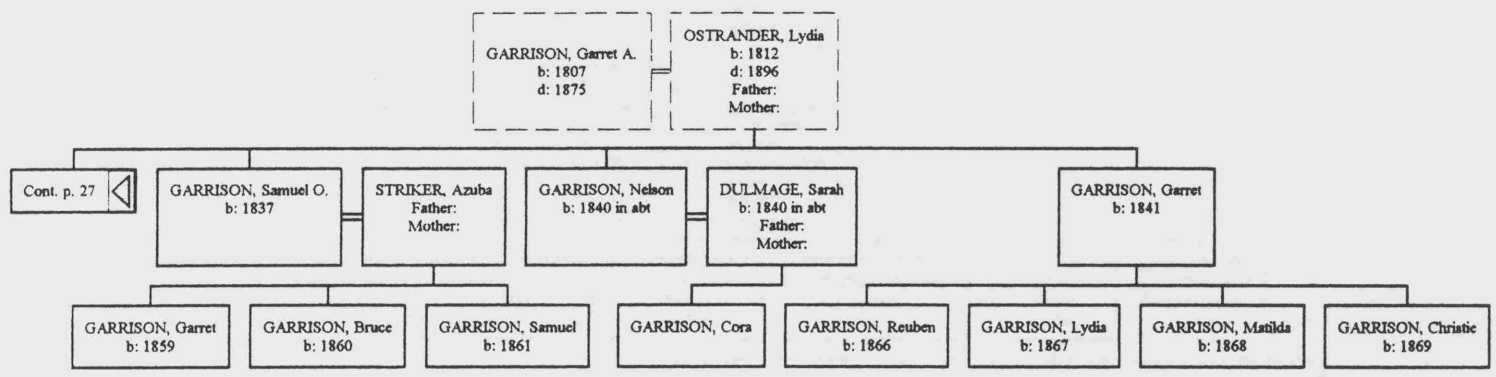 GARRISON, Garret A.
b: 1807
d: 1875
OSTRANDER, Lydia
b: 1812
d: 1896
Father:
Mother:
Cont. p. 27
GARRISON, Samuel O.
b: 1837
STRIKER, Azuba
Father:
Mother:
GARRISON, Nelson
b: 1840 in abt
DULMAGE, Sarah
b: 1840 in abt
Father:
Mother:
GARRISON, Garret
b: 1841
GARRISON, Garret
b: 1859
GARRISON, Bruce
b: 1860
GARRISON, Samuel
b: 1861
GARRISON, Cora
GARRISON, Reuben
b: 1866
GARRISON, Lydia
b: 1867
GARRISON, Matilda
b: 1868
GARRISON, Christie
b: 1869